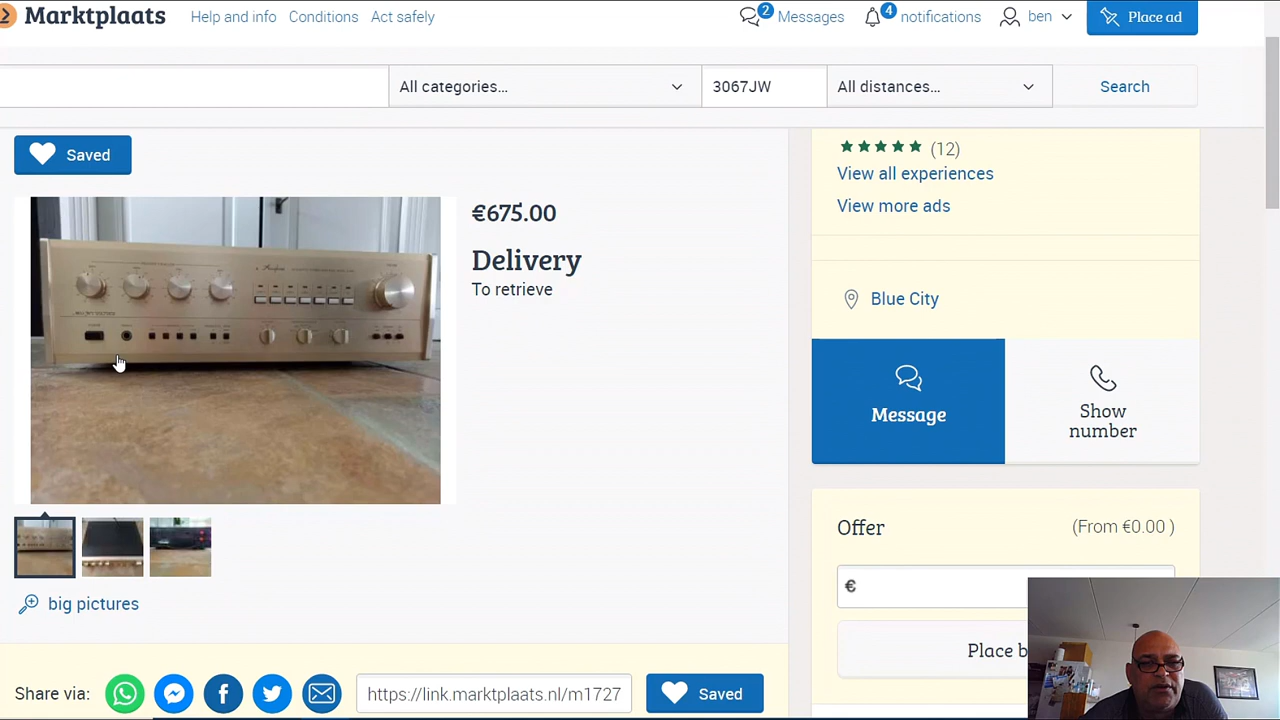 Marktplaats
Help and info
Conditions
Act safely
2
Messages
4
notifications
ben
Place ad
All categories...
3067JW
All distances...
Search
Saved
€675.00
Delivery
To retrieve
(12)
View all experiences
View more ads
Blue City
Message
Show
number
Offer
(From €0.00 )
€
Place b
big pictures
Share via:
https://link.marktplaats.nl/m1727
Saved